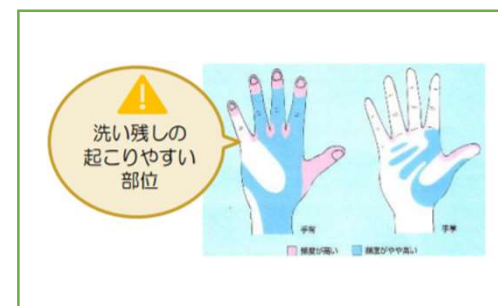 洗い残しの
起こりやすい
部位
手背
手掌
頻度が高い
頻度がやや高い